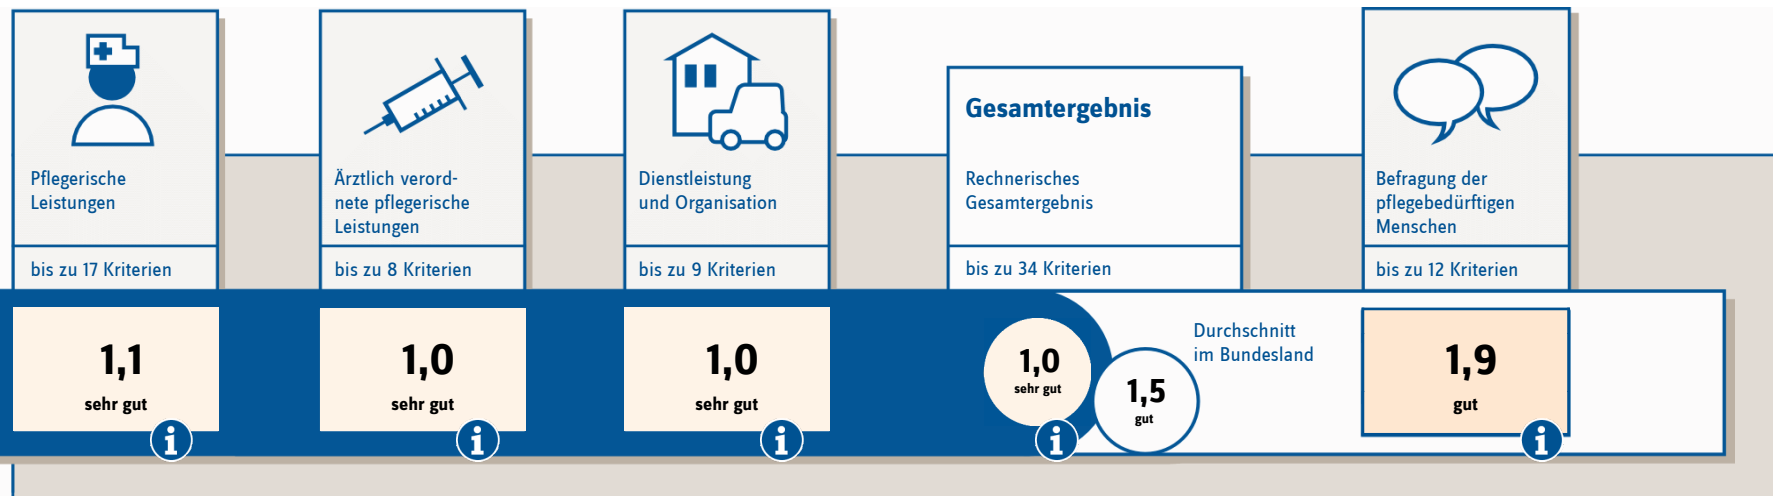 Pflegerische
Leistungen
bis zu 17 Kriterien
1,1
sehr gut
i
Ärztlich verord-
nete pflegerische
Leistungen
bis zu 8 Kriterien
1,0
sehr gut
i
Dienstleistung
und Organisation
bis zu 9 Kriterien
1,0
sehr gut
i
Gesamtergebnis
Rechnerisches
Gesamtergebnis
bis zu 34 Kriterien
1,0
sehr gut
i
1,5
gut
Durchschnitt
im Bundesland
Befragung der
pflegebedürftigen
Menschen
bis zu 12 Kriterien
1,9
gut
i